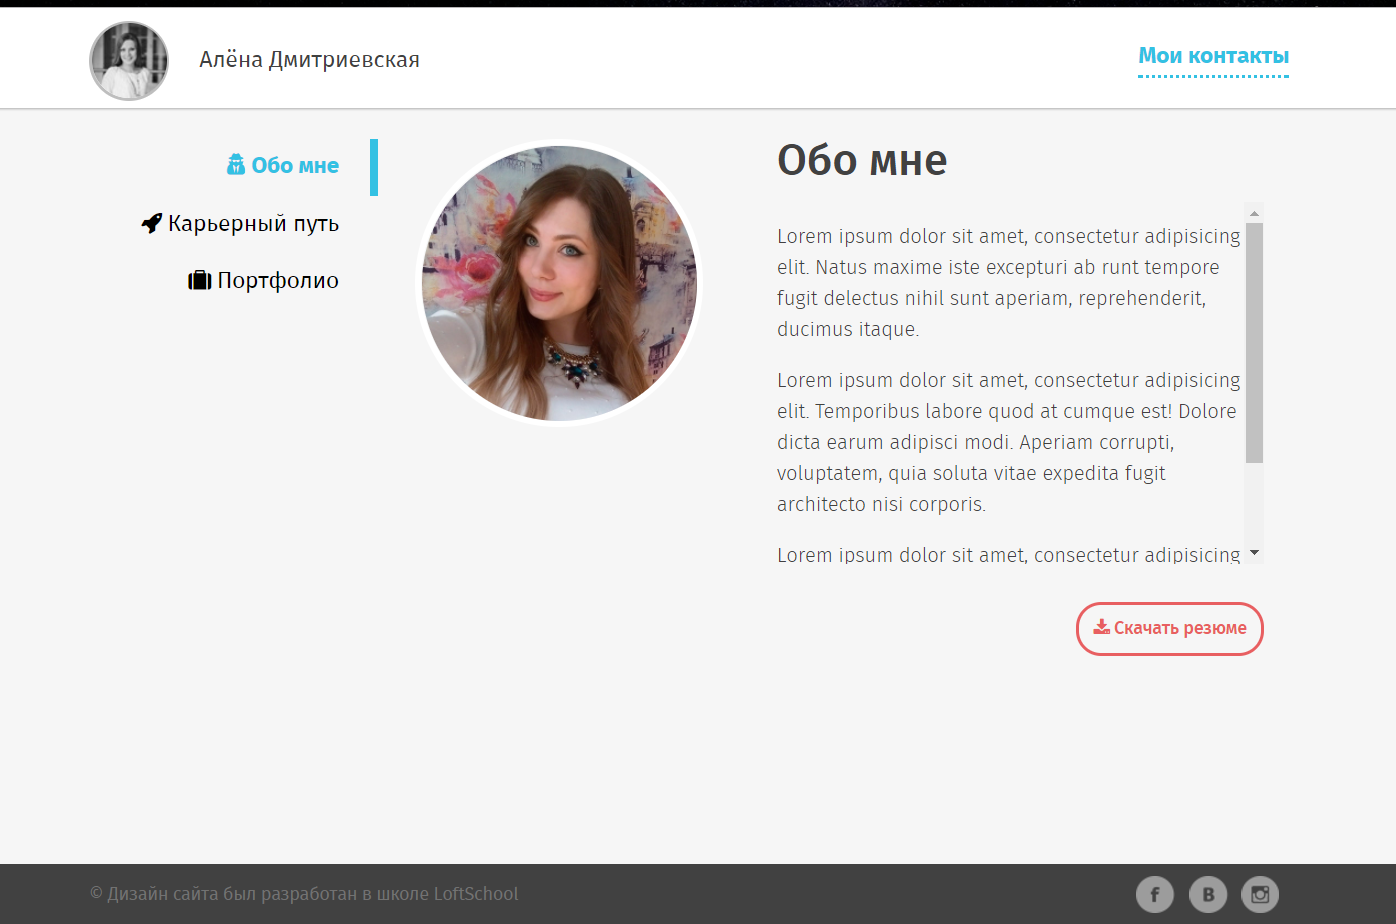 Алёна Дмитриевская
Мои контакты
Обо мне
Карьерный путь
Портфолио
Обо мне
Lorem ipsum dolor sit amet, consectetur adipisicing
elit. Natus maxime iste excepturi ab runt tempore
fugit delectus nihil sunt aperiam, reprehenderit,
ducimus itaque.
Lorem ipsum dolor sit amet, consectetur adipisicing
elit. Temporibus labore quod at cumque est! Dolore
dicta earum adipisci modi. Aperiam corrupti,
voluptatem, quia soluta vitae expedita fugit
architecto nisi corporis.
Lorem ipsum dolor sit amet, consectetur adipisicing
Скачать резюме
© Дизайн сайта был разработан в школе LoftSchool